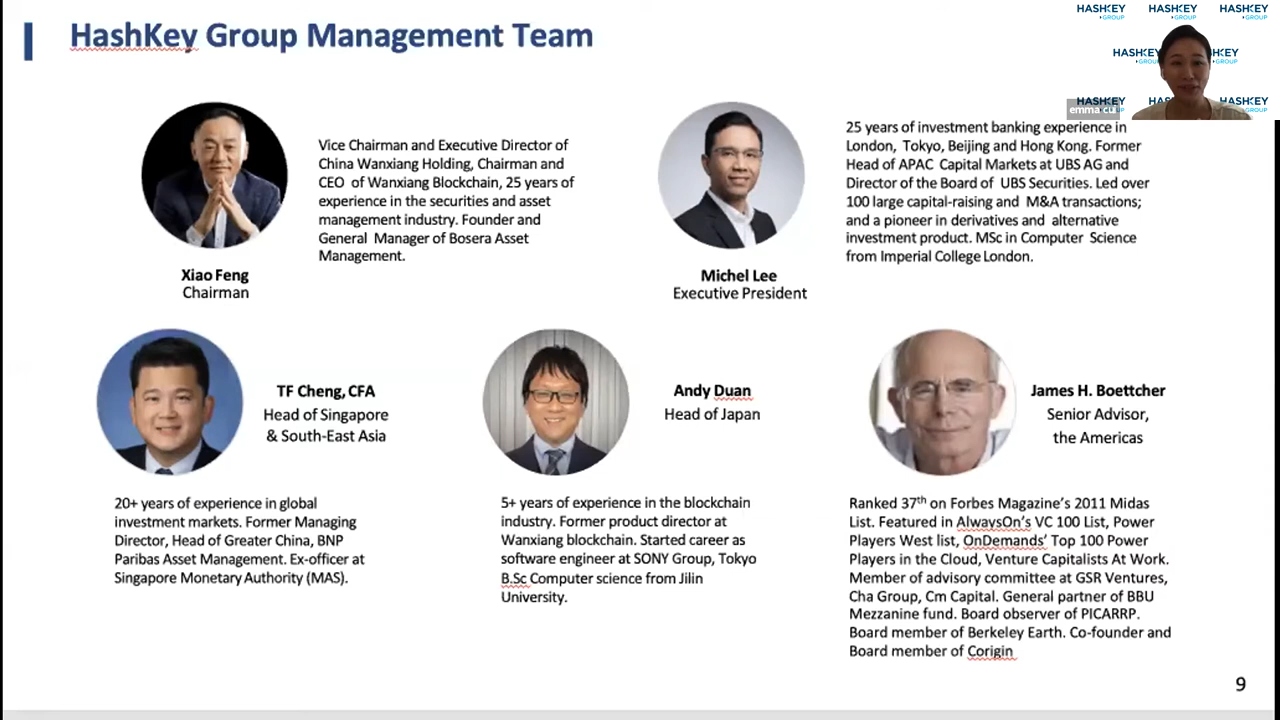 HashKey Group Management Team
HASHKEY HASHKEY HASHKEY
GROUP GROUP GROUP
HASHKEY
GROUP GROUP
HASHKEY
GROUP
emma cui
Vice Chairman and Executive Director of
China Wanxiang Holding, Chairman and
CEO of Wanxiang Blockchain, 25 years of
experience in the securities and asset
management industry. Founder and
General Manager of Bosera Asset
Management.
Xiao Feng
Chairman
25 years of investment banking experience in
London, Tokyo, Beijing and Hong Kong. Former
Head of APAC Capital Markets at UBS AG and
Director of the Board of UBS Securities. Led over
100 large capital-raising and M&A transactions;
and a pioneer in derivatives and alternative
investment product. MSc in Computer Science
from Imperial College London.
Michel Lee
Executive President
TF Cheng, CFA
Head of Singapore
& South-East Asia
20+ years of experience in global
investment markets. Former Managing
Director, Head of Greater China, BNP
Paribas Asset Management. Ex-officer at
Singapore Monetary Authority (MAS).
Andy Duan
Head of Japan
5+ years of experience in the blockchain
industry. Former product director at
Wanxiang blockchain. Started career as
software engineer at SONY Group, Tokyo
B.Sc Computer science from Jilin
University.
James H. Boettcher
Senior Advisor,
the Americas
Ranked 37th on Forbes Magazine's 2011 Midas
List. Featured in AlwaysOn's VC 100 List, Power
Players West list, OnDemands' Top 100 Power
Players in the Cloud, Venture Capitalists At Work.
Member of advisory committee at GSR Ventures,
Cha Group, Cm Capital. General partner of BBU
Mezzanine fund. Board observer of PICARRP.
Board member of Berkeley Earth. Co-founder and
Board member of Corigin
9